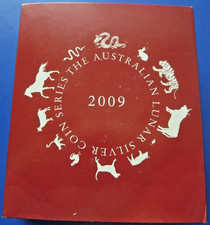 THE AUSTRALIAN LUNAR SILVER COIN SERIES
2009